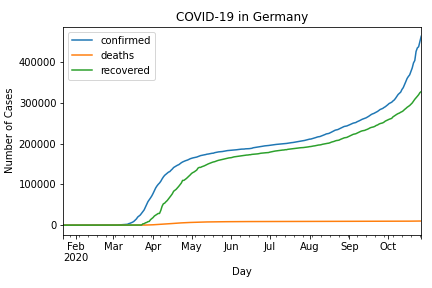 COVID-19 in Germany
confirmed
deaths
recovered
Number of Cases
400000
300000
200000
100000
0
Feb Mar Apr May Jun Jul Aug Sep Oct
2020
Day